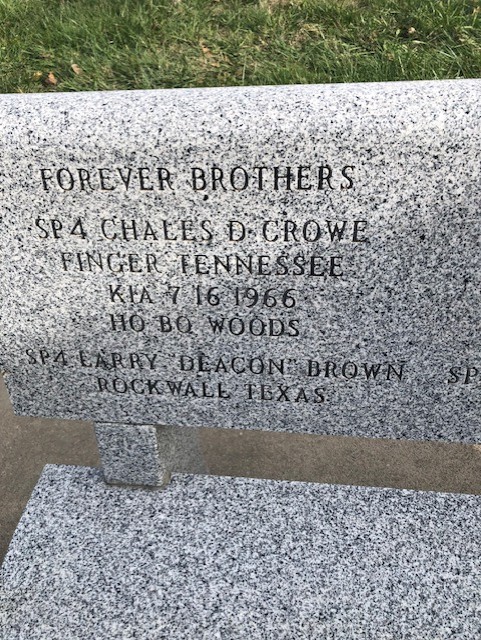 FOREVER BROTHERS
SP4 CHALES D CROWE
FINGER TENNESSEE
KIA 7 16 1966
HO BO WOODS
SP4 LARRY "DEACON" BROWN SP
ROCKWALL TEXAS